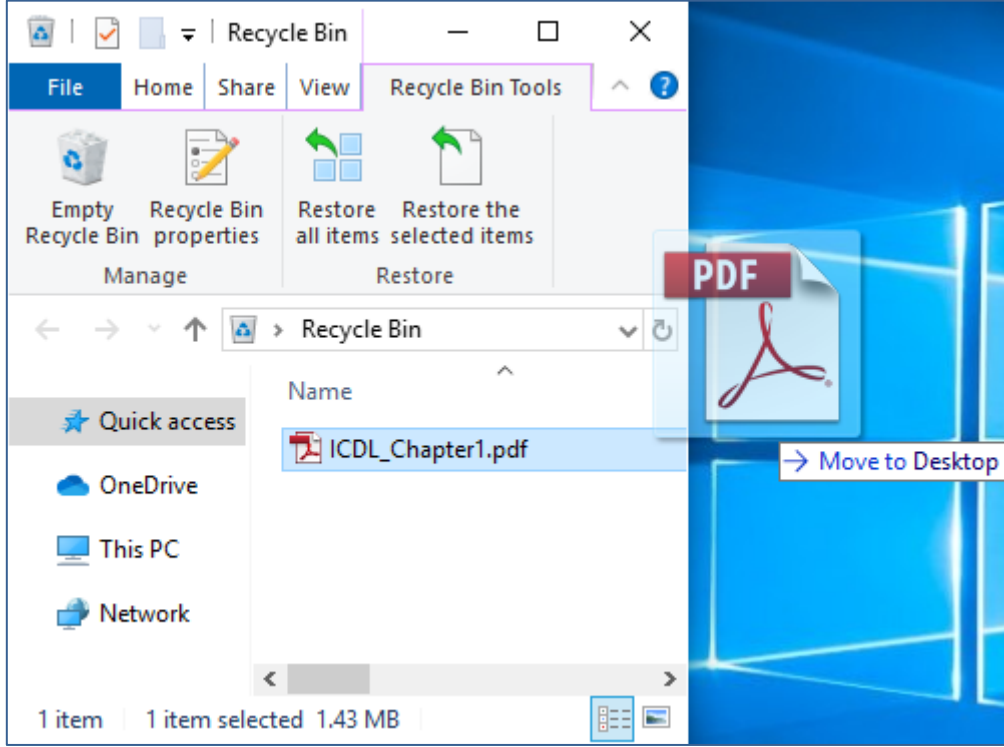 Recycle Bin
File Home Share View Recycle Bin Tools
Empty Recycle Bin
Recycle Bin properties
Restore all items
Restore the selected items
Manage Restore
Recycle Bin
Name
Quick access
ICDL_Chapter1.pdf
OneDrive
This PC
Network
PDF
Move to Desktop
1 item 1 item selected 1.43 MB